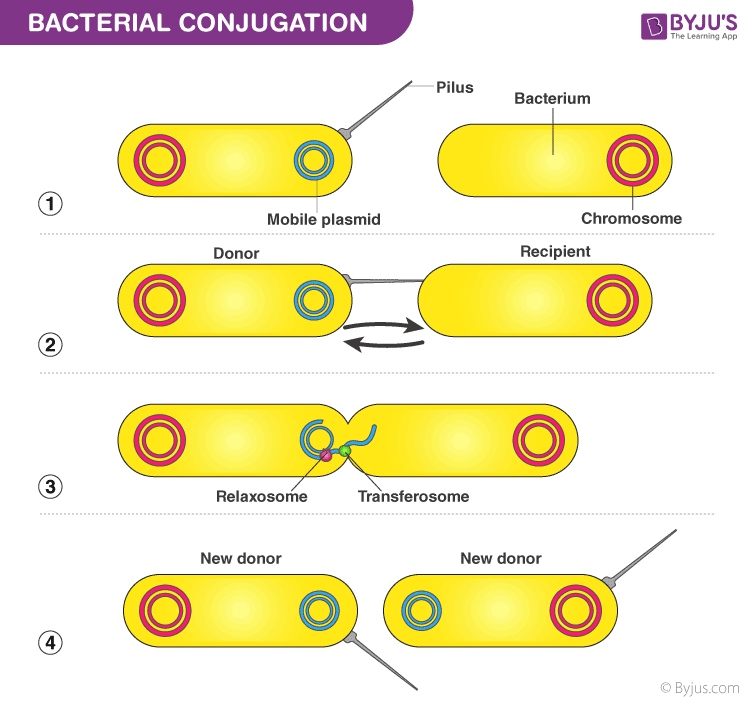 BACTERIAL CONJUGATION
BYJU'S
The Learning App
Pilus
Bacterium
1
Mobile plasmid
Chromosome
Donor
Recipient
2
Relaxosome
Transferosome
3
New donor
New donor
4
© Byjus.com